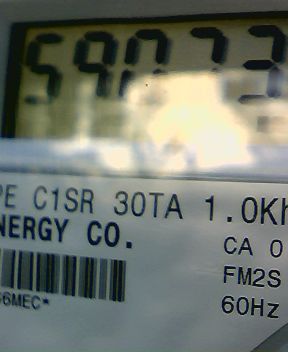 59073
PE C1SR 30TA 1.0Kh
NERGY CO.
CA 0
FM2S
60Hz
6MEC*